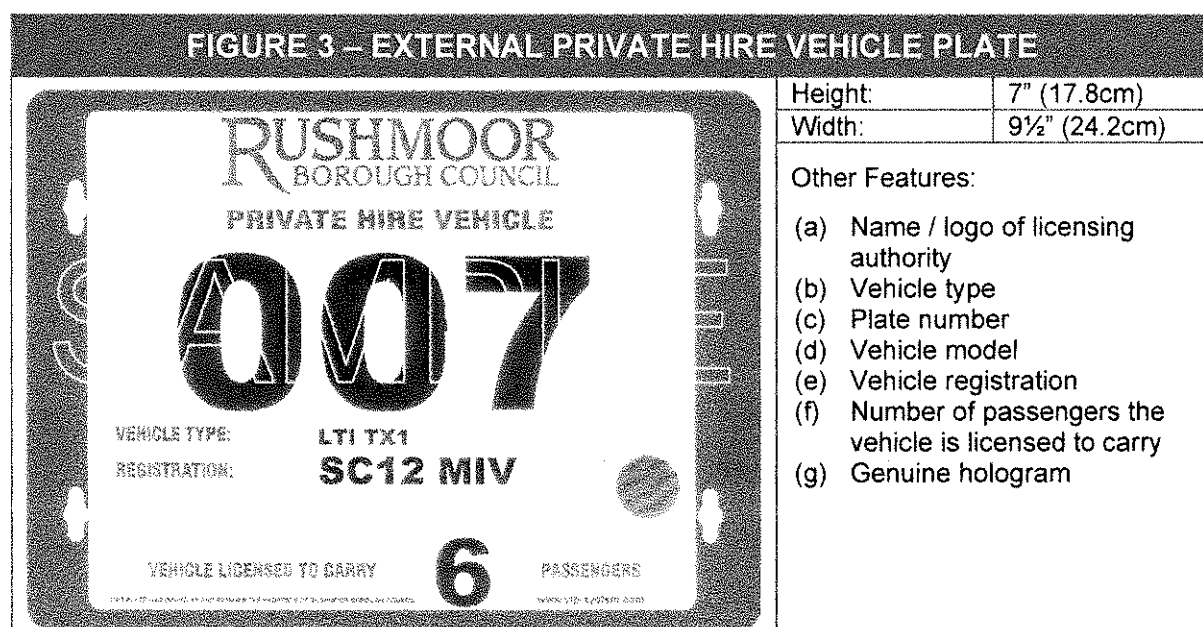 FIGURE 3 – EXTERNAL PRIVATE HIRE VEHICLE PLATE
RUSHMOOR
BOROUGH COUNCIL
PRIVATE HIRE VEHICLE
007
SAMPLE
VEHICLE TYPE: LTI TX1
REGISTRATION: SC12 MIV
VEHICLE LICENSED TO CARRY 6 PASSENGERS
Height: 7" (17.8cm)
Width: 9½" (24.2cm)
Other Features:
(a) Name / logo of licensing
authority
(b) Vehicle type
(c) Plate number
(d) Vehicle model
(e) Vehicle registration
(f) Number of passengers the
vehicle is licensed to carry
(g) Genuine hologram